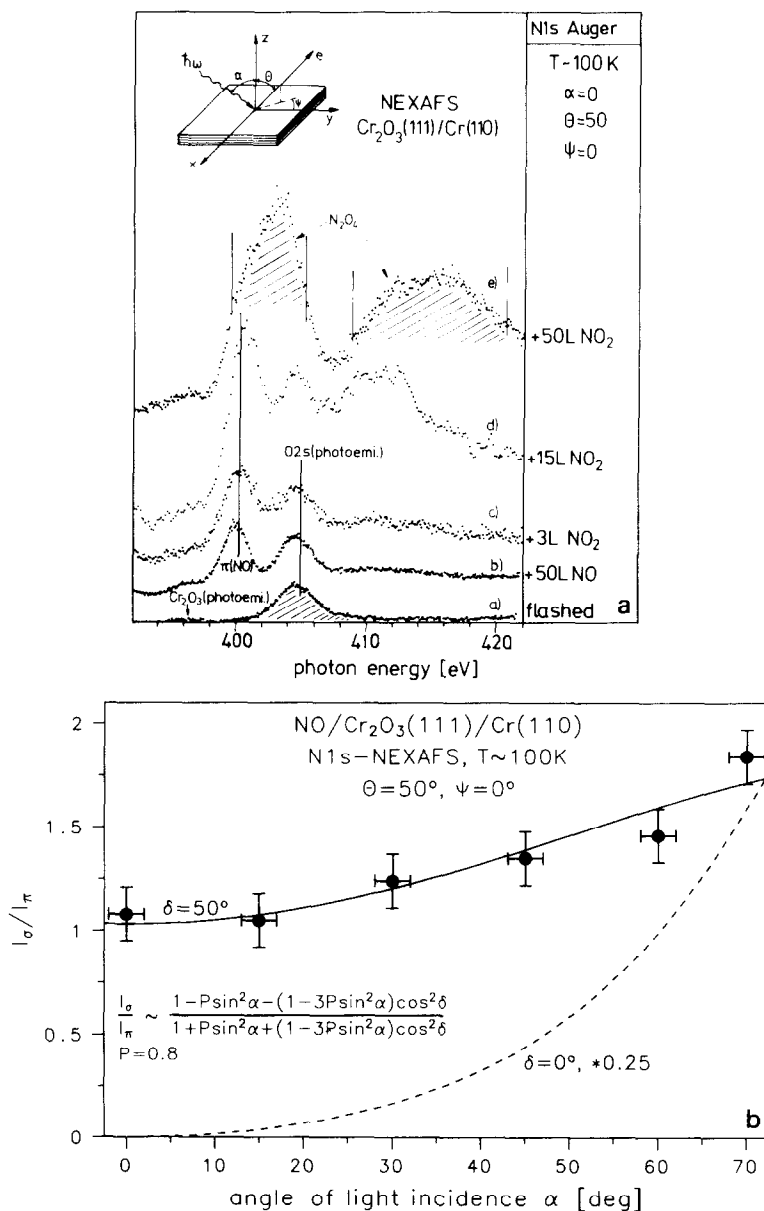 N1s Auger
T~100K
α=0
θ=50
ψ=0
ħω
z
e
α
θ
ψ
y
x
NEXAFS
Cr₂O₃(111)/Cr(110)
N₂O₄
e)
+50L NO₂
d)
+15L NO₂
O2s(photoemi.)
c)
+3L NO₂
π(NO)
b)
+50L NO
Cr₂O₃(photoemi.)
a)
flashed
a
400 410 420
photon energy [eV]
NO/Cr₂O₃(111)/Cr(110)
N1s-NEXAFS, T~100K
Θ=50°, Ψ=0°
2
1.5
1
0.5
0
I_σ/I_π
δ=50°
I_σ/I_π ~ (1-Psin²α-(1-3Psin²α)cos²δ)/(1+Psin²α+(1-3Psin²α)cos²δ)
P=0.8
δ=0°, *0.25
b
0 10 20 30 40 50 60 70
angle of light incidence α [deg]